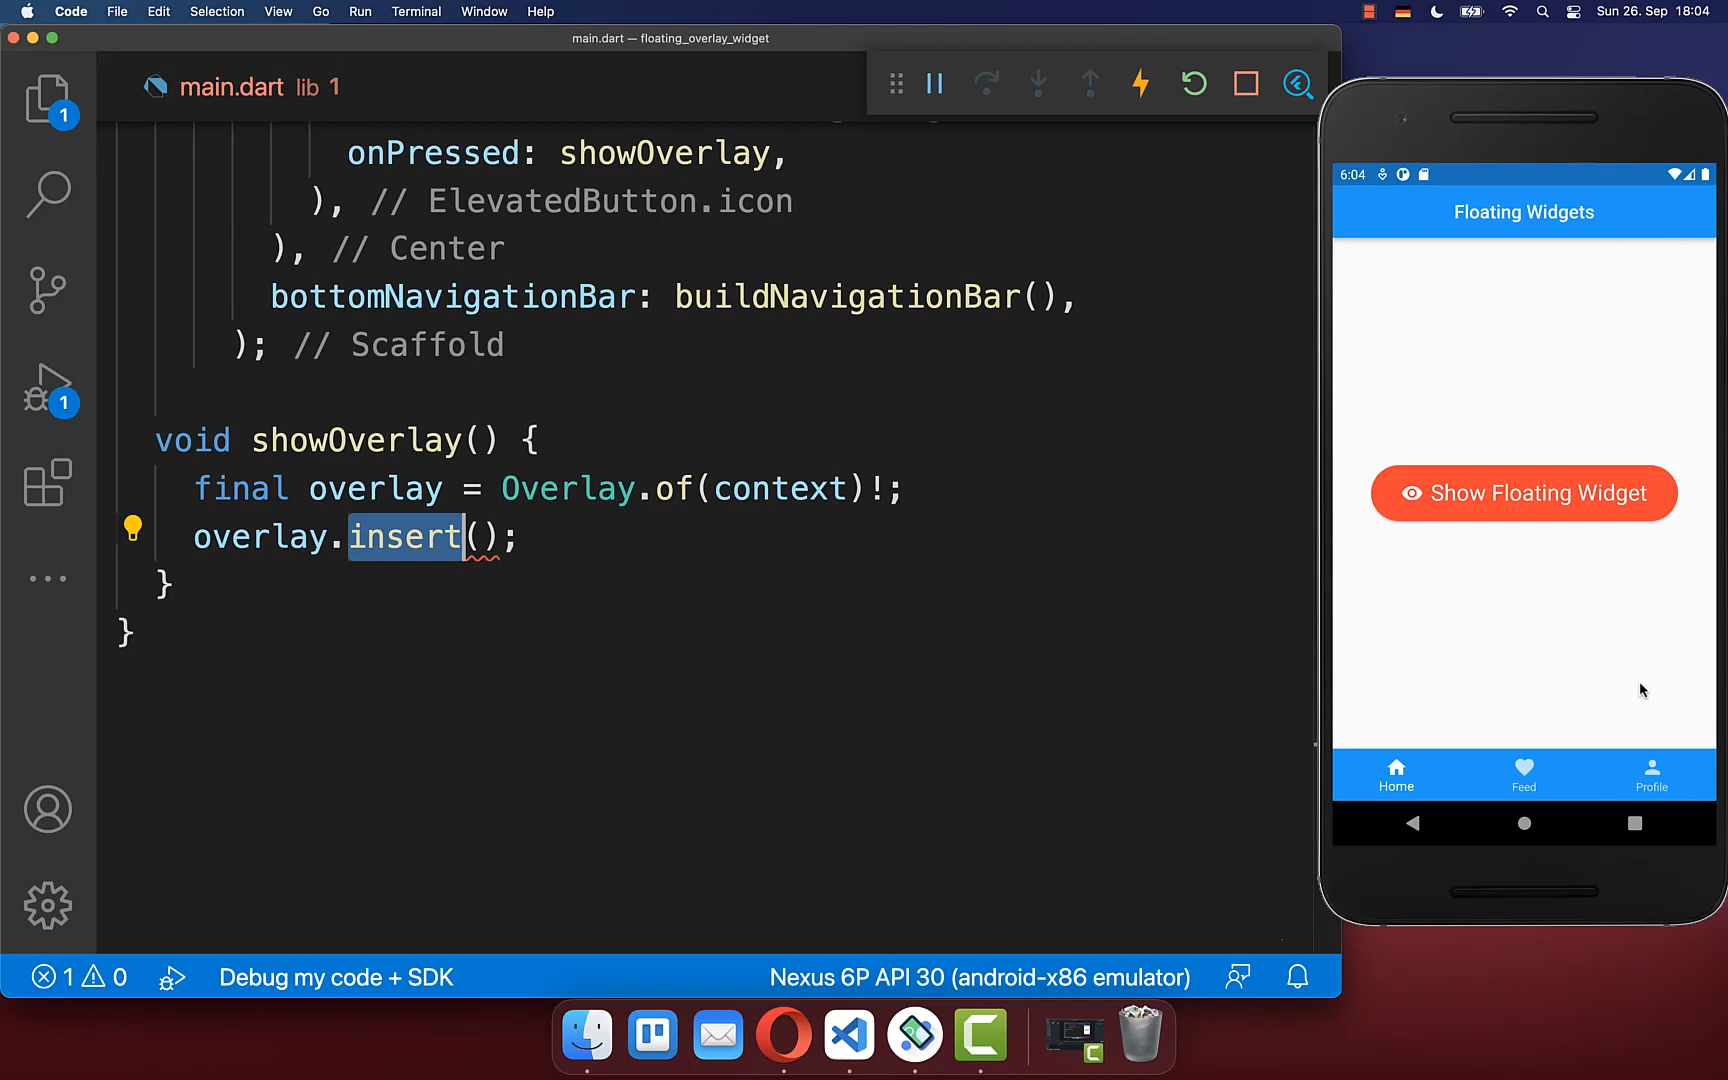 Code File Edit Selection View Go Run Terminal Window Help Sun 26. Sep 18:04
main.dart — floating_overlay_widget
main.dart lib 1
1
1
onPressed: showOverlay,
), // ElevatedButton.icon
), // Center
bottomNavigationBar: buildNavigationBar(),
); // Scaffold
void showOverlay() {
final overlay = Overlay.of(context)!;
overlay.insert();
}
}
1 0 Debug my code + SDK Nexus 6P API 30 (android-x86 emulator)
6:04
Floating Widgets
Show Floating Widget
Home Feed Profile